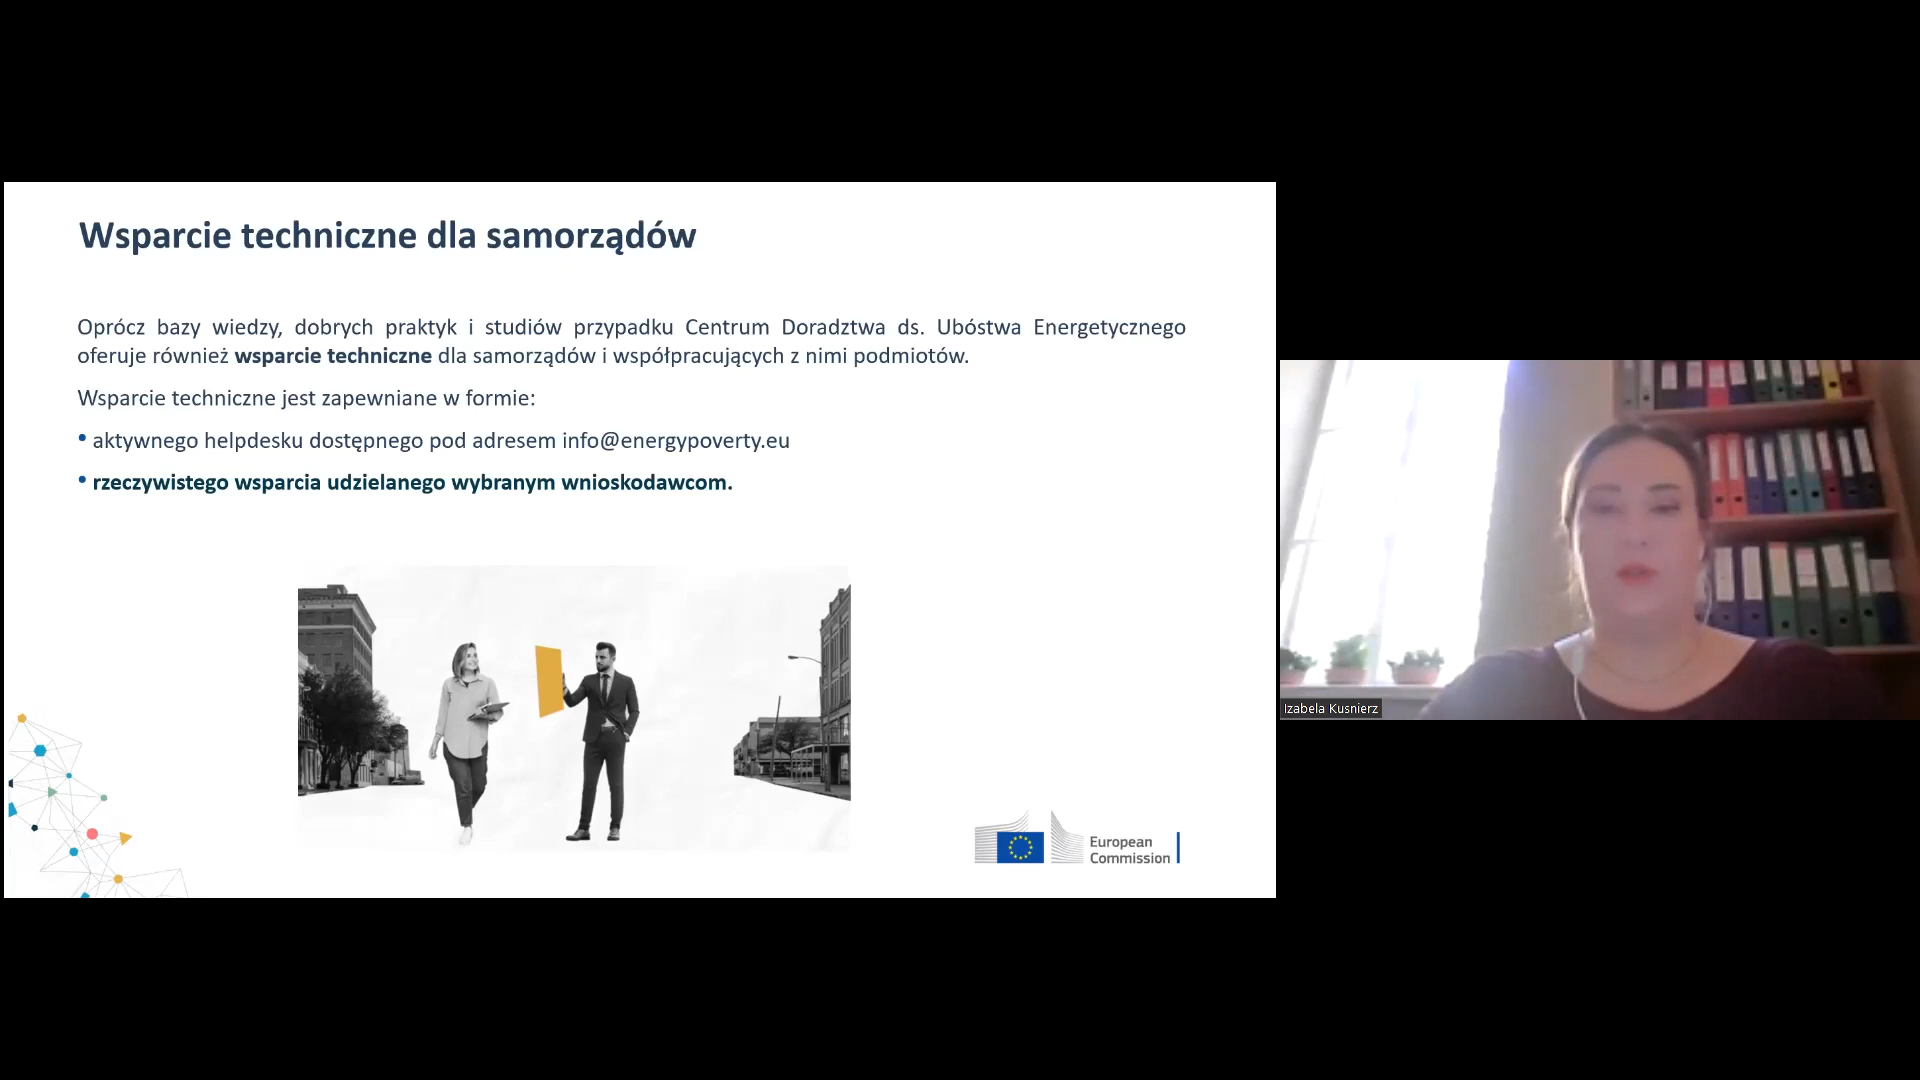 Wsparcie techniczne dla samorządów
Oprócz bazy wiedzy, dobrych praktyk i studiów przypadku Centrum Doradztwa ds. Ubóstwa Energetycznego
oferuje również wsparcie techniczne dla samorządów i współpracujących z nimi podmiotów.
Wsparcie techniczne jest zapewniane w formie:
• aktywnego helpdesku dostępnego pod adresem info@energypoverty.eu
• rzeczywistego wsparcia udzielanego wybranym wnioskodawcom.
European
Commission
Izabela Kusnierz